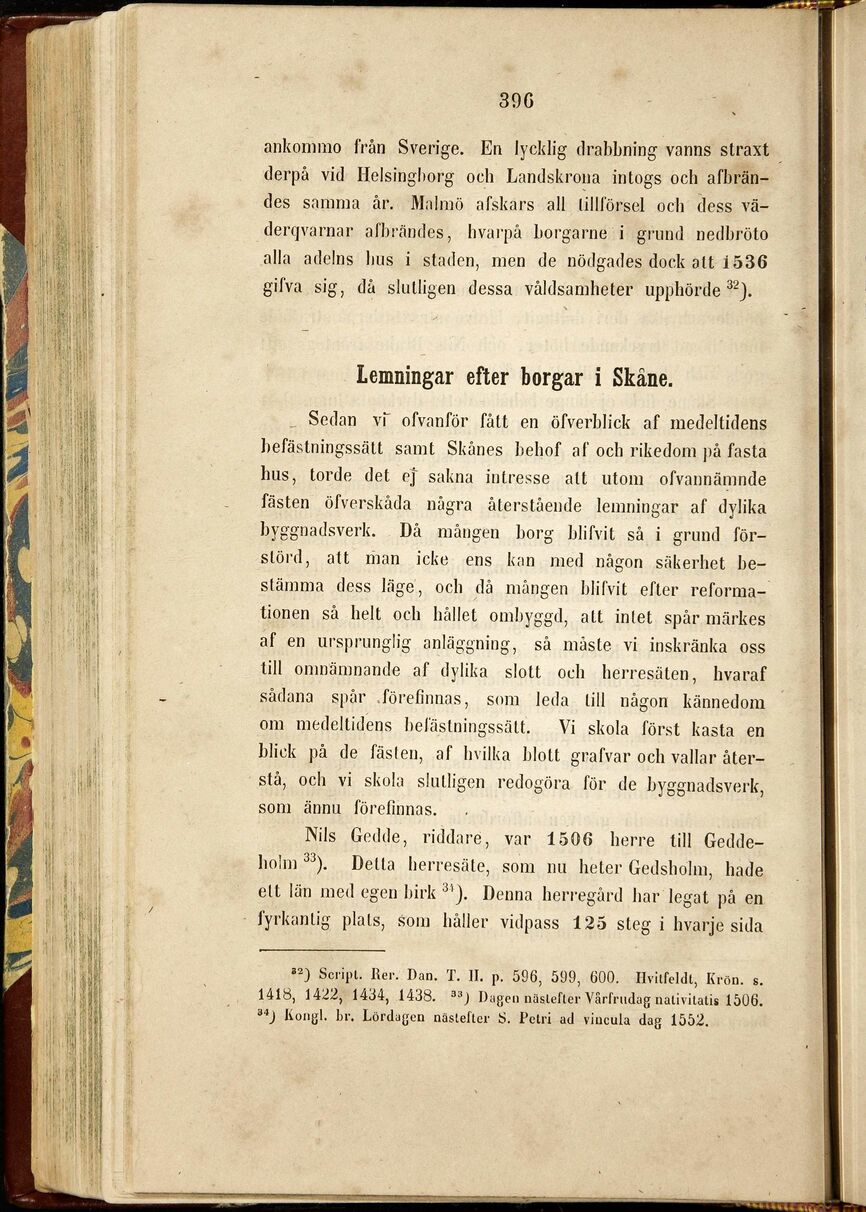 396
ankommo från Sverige. En lycklig drabbning vanns straxt
derpå vid Helsingborg och Landskrona intogs och afbrän-
des samma år. Malmö afskars all tillförsel och dess vä-
derqvarnar afbrändes, hvarpå borgarne i grund nedbröto
alla adelns hus i staden, men de nödgades dock att 1536
gifva sig, då slutligen dessa våldsamheter upphörde ³²).
Lemningar efter borgar i Skåne.
Sedan vi ofvanför fått en öfverblick af medeltidens
befästningssätt samt Skånes behof af och rikedom på fasta
hus, torde det ej sakna intresse att utom ofvannämnde
fästen öfverskåda några återstående lemningar af dylika
byggnadsverk. Då mången borg blifvit så i grund för-
störd, att man icke ens kan med någon säkerhet be-
stämma dess läge, och då mången blifvit efter reforma-
tionen så helt och hållet ombyggd, att intet spår märkes
af en ursprunglig anläggning, så måste vi inskränka oss
till omnämnande af dylika slott och herresäten, hvaraf
sådana spår förefinnas, som leda till någon kännedom
om medeltidens befästningssätt. Vi skola först kasta en
blick på de fästen, af hvilka blott grafvar och vallar åter-
stå, och vi skola slutligen redogöra för de byggnadsverk,
som ännu förefinnas.
Nils Gedde, riddare, var 1506 herre till Gedde-
holm ³³). Detta herresäte, som nu heter Gedsholm, hade
ett län med egen birk ³⁴). Denna herregård har legat på en
fyrkantig plats, som håller vidpass 125 steg i hvarje sida
³²) Script. Rer. Dan. T. II. p. 596, 599, 600. Hvitfeldt, Krön. s.
1418, 1422, 1434, 1438. ³³) Dagen nästefter Vårfrudag nativitatis 1506.
³⁴) Kongl. br. Lördagen nästefter S. Petri ad vincula dag 1552.